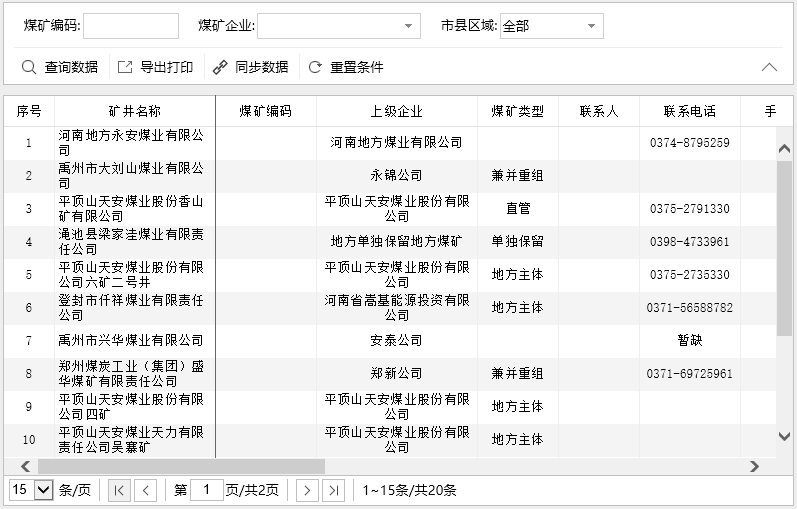 煤矿编码: 煤矿企业: 市县区域: 全部
查询数据 导出打印 同步数据 重置条件
序号 矿井名称 煤矿编码 上级企业 煤矿类型 联系人 联系电话 手
1 河南地方永安煤业有限公司 河南地方煤业有限公司 0374-8795259
2 禹州市大刘山煤业有限公司 永锦公司 兼并重组
3 平顶山天安煤业股份香山矿有限公司 平顶山天安煤业股份有限公司 直管 0375-2791330
4 渑池县梁家洼煤业有限责任公司 地方单独保留地方煤矿 单独保留 0398-4733961
5 平顶山天安煤业股份有限公司六矿二号井 平顶山天安煤业股份有限公司 地方主体 0375-2735330
6 登封市仟祥煤业有限责任公司 河南省嵩基能源投资有限公司 地方主体 0371-56588782
7 禹州市兴华煤业有限公司 安泰公司 暂缺
8 郑州煤炭工业（集团）盛华煤矿有限责任公司 郑新公司 兼并重组 0371-69725961
9 平顶山天安煤业股份有限公司四矿 平顶山天安煤业股份有限公司 地方主体
10 平顶山天安煤业天力有限责任公司吴寨矿 平顶山天安煤业股份有限公司 地方主体
15 条/页 第 1 页/共2页 1~15条/共20条